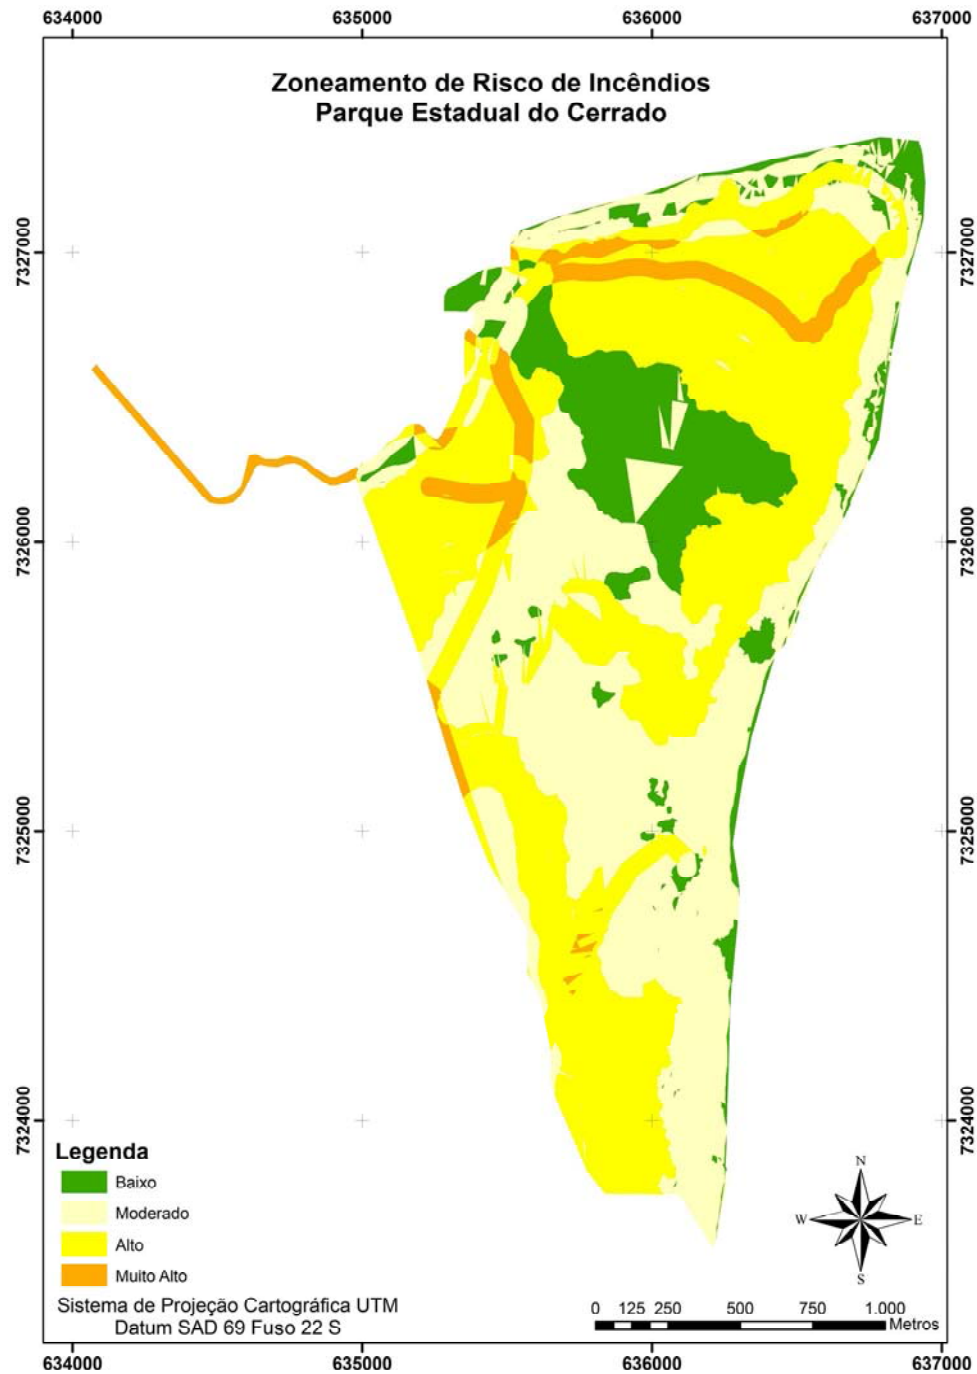 634000 635000 636000 637000
Zoneamento de Risco de Incêndios
Parque Estadual do Cerrado
7327000 7327000
7326000 7326000
7325000 7325000
7324000 7324000
Legenda
Baixo
Moderado
Alto
Muito Alto
N
W E
S
Sistema de Projeção Cartográfica UTM
Datum SAD 69 Fuso 22 S
0 125 250 500 750 1.000
Metros
634000 635000 636000 637000